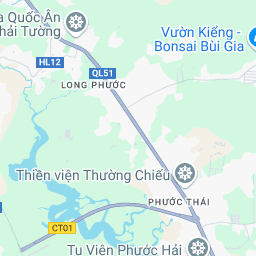 a Quốc Ân
hải Tường
Vườn Kiểng -
Bonsai Bùi Gia
HL12
QL51
LONG PHƯỚC
Thiền viện Thường Chiếu
PHƯỚC THÁI
CT01
Tu Viện Phước Hải